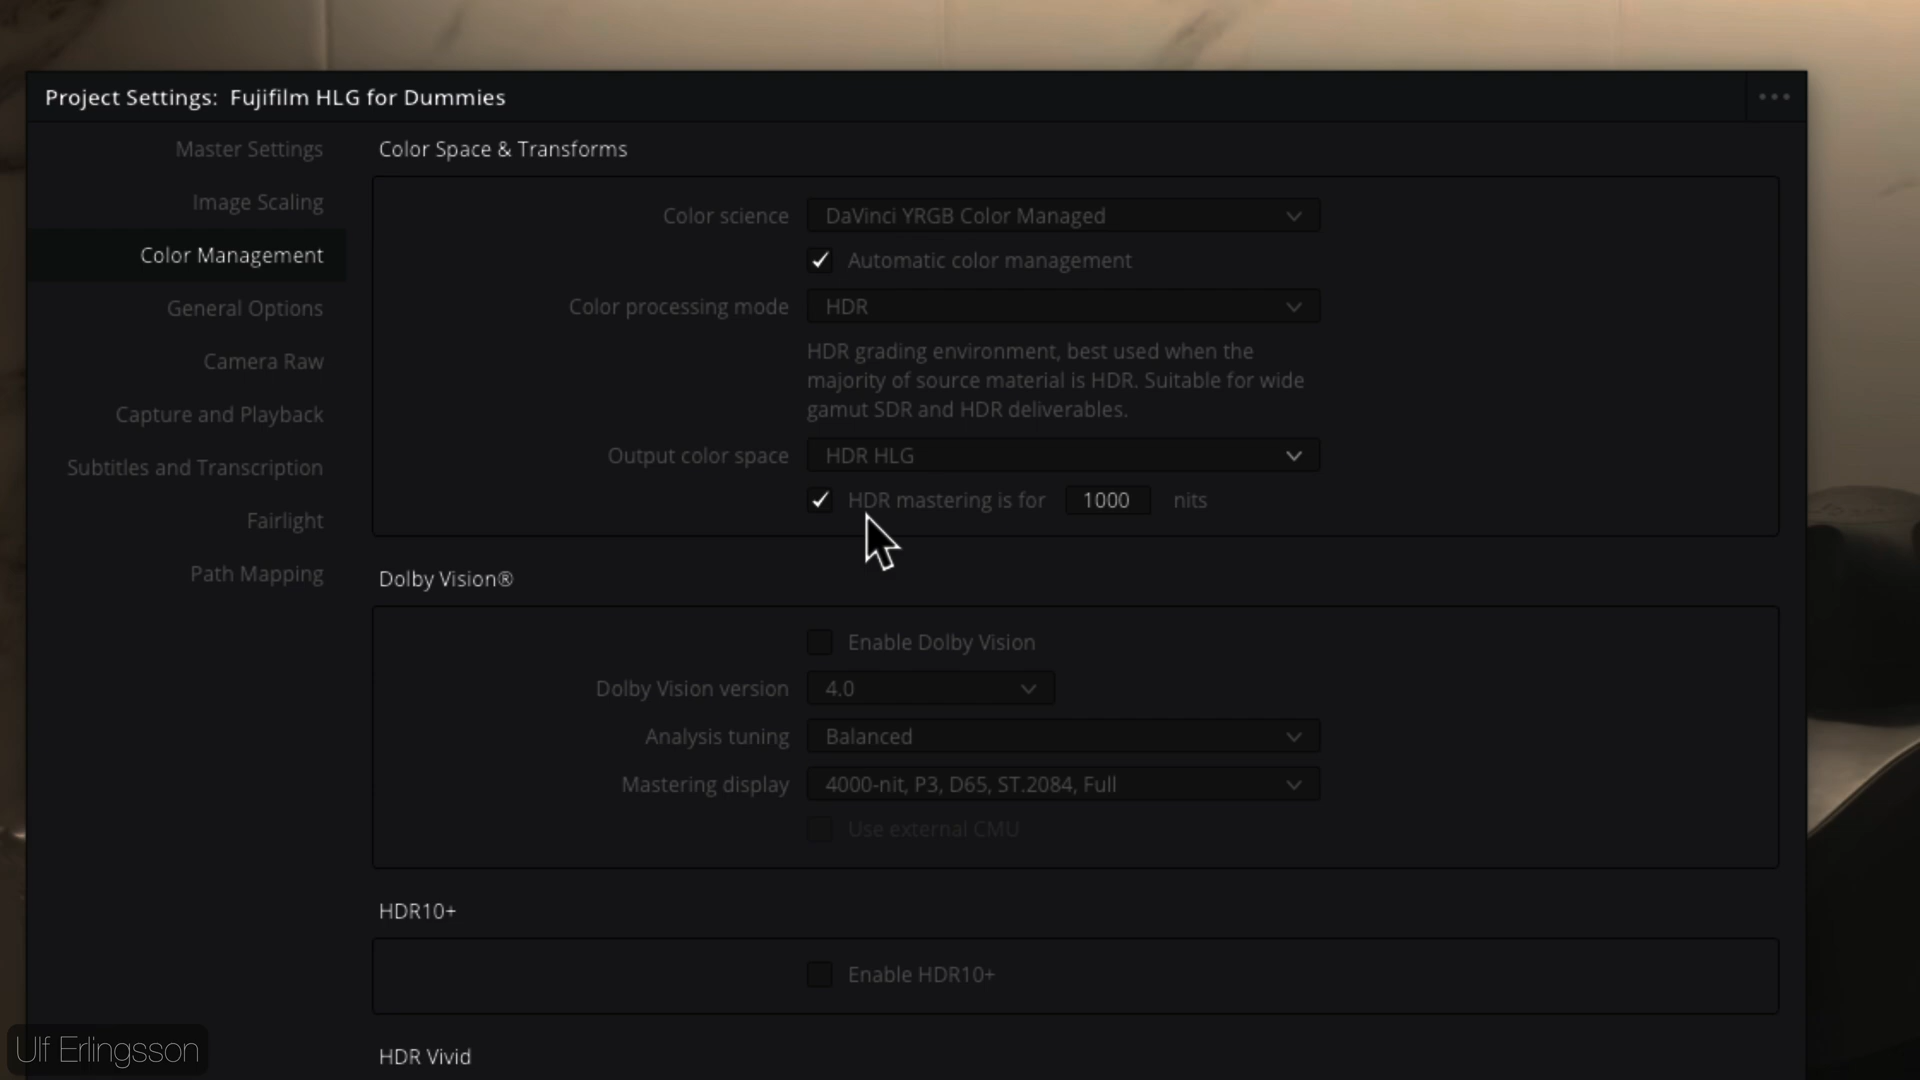 Project Settings: Fujifilm HLG for Dummies
Master Settings
Image Scaling
Color Management
General Options
Camera Raw
Capture and Playback
Subtitles and Transcription
Fairlight
Path Mapping
Color Space & Transforms
Color science DaVinci YRGB Color Managed
Automatic color management
Color processing mode HDR
HDR grading environment, best used when the
majority of source material is HDR. Suitable for wide
gamut SDR and HDR deliverables.
Output color space HDR HLG
HDR mastering is for 1000 nits
Dolby Vision®
Enable Dolby Vision
Dolby Vision version 4.0
Analysis tuning Balanced
Mastering display 4000-nit, P3, D65, ST.2084, Full
Use external CMU
HDR10+
Enable HDR10+
HDR Vivid
Ulf Erlingsson